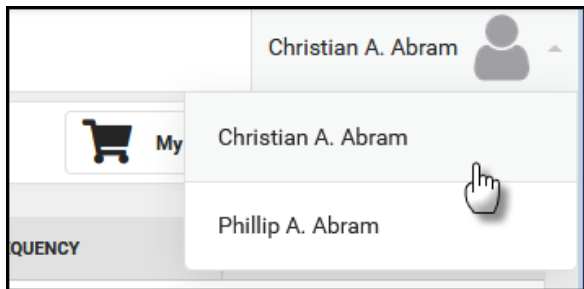 Christian A. Abram
Christian A. Abram
My
Phillip A. Abram
QUENCY